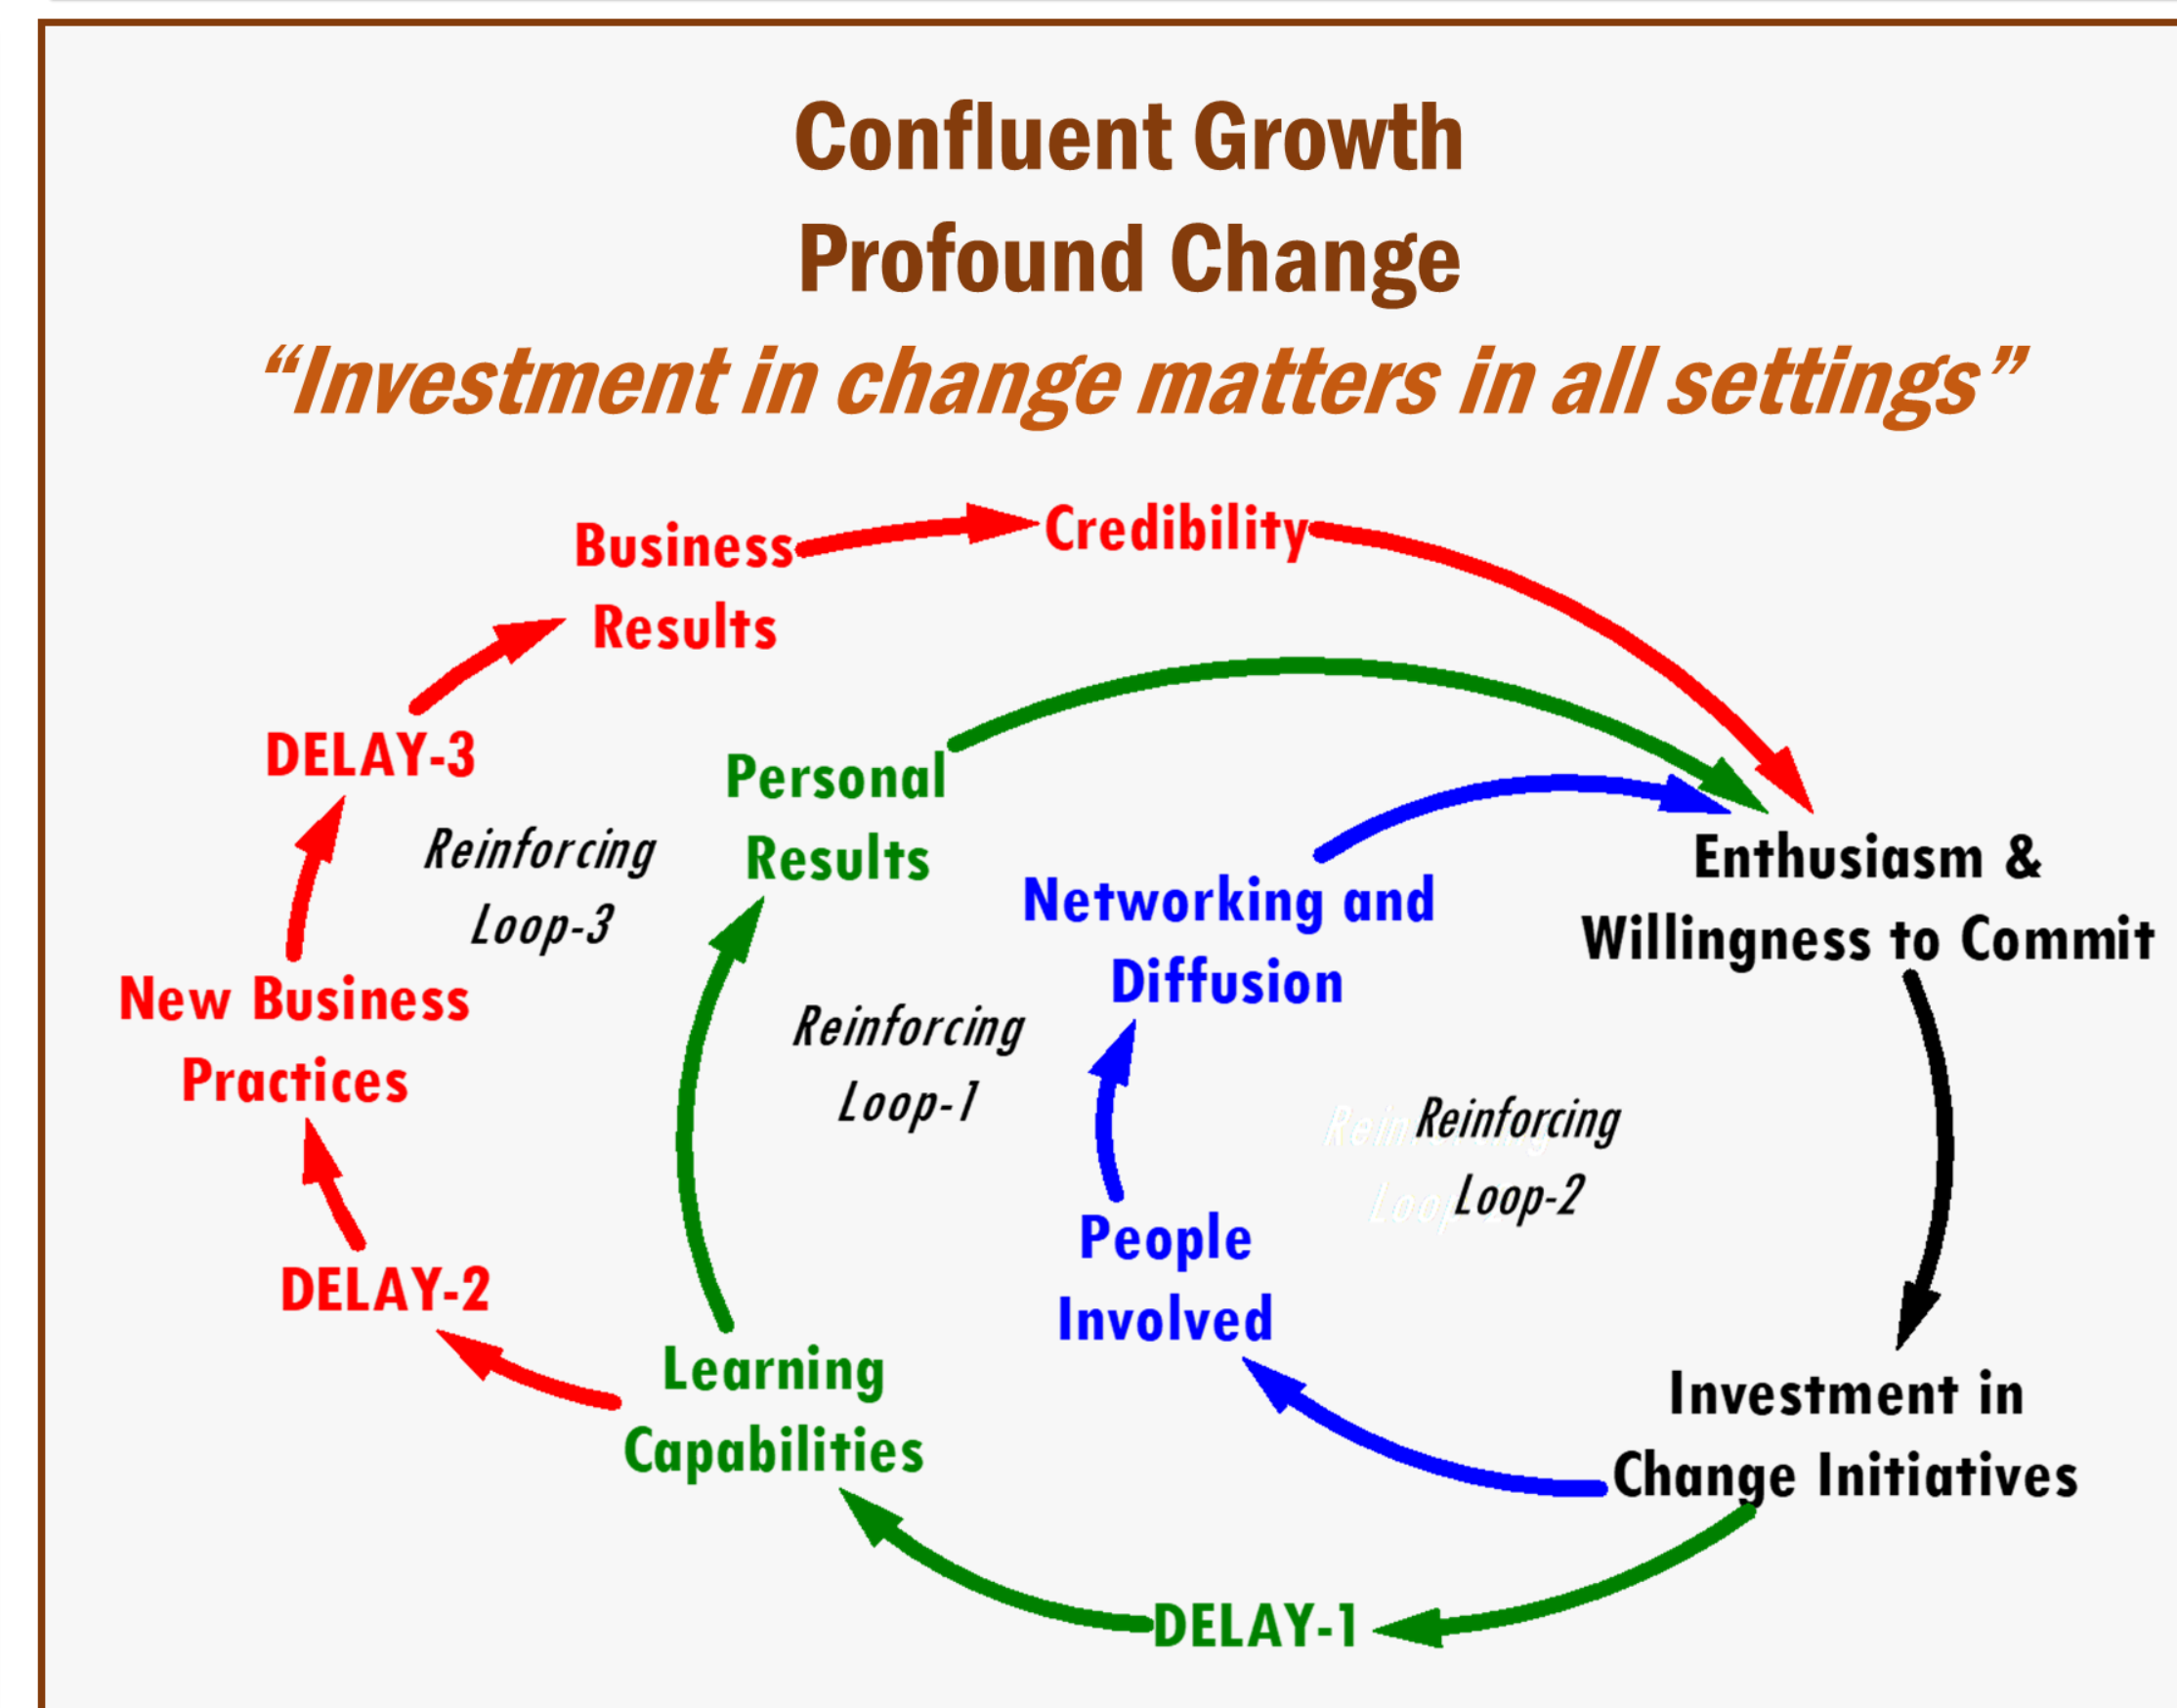 Confluent Growth
Profound Change
“Investment in change matters in all settings”
Business
Results
Credibility
DELAY-3
Personal
Results
Reinforcing
Loop-3
Networking and
Diffusion
Enthusiasm &
Willingness to Commit
New Business
Practices
Reinforcing
Loop-1
Reinforcing
Loop-2
People
Involved
DELAY-2
Learning
Capabilities
Investment in
Change Initiatives
DELAY-1